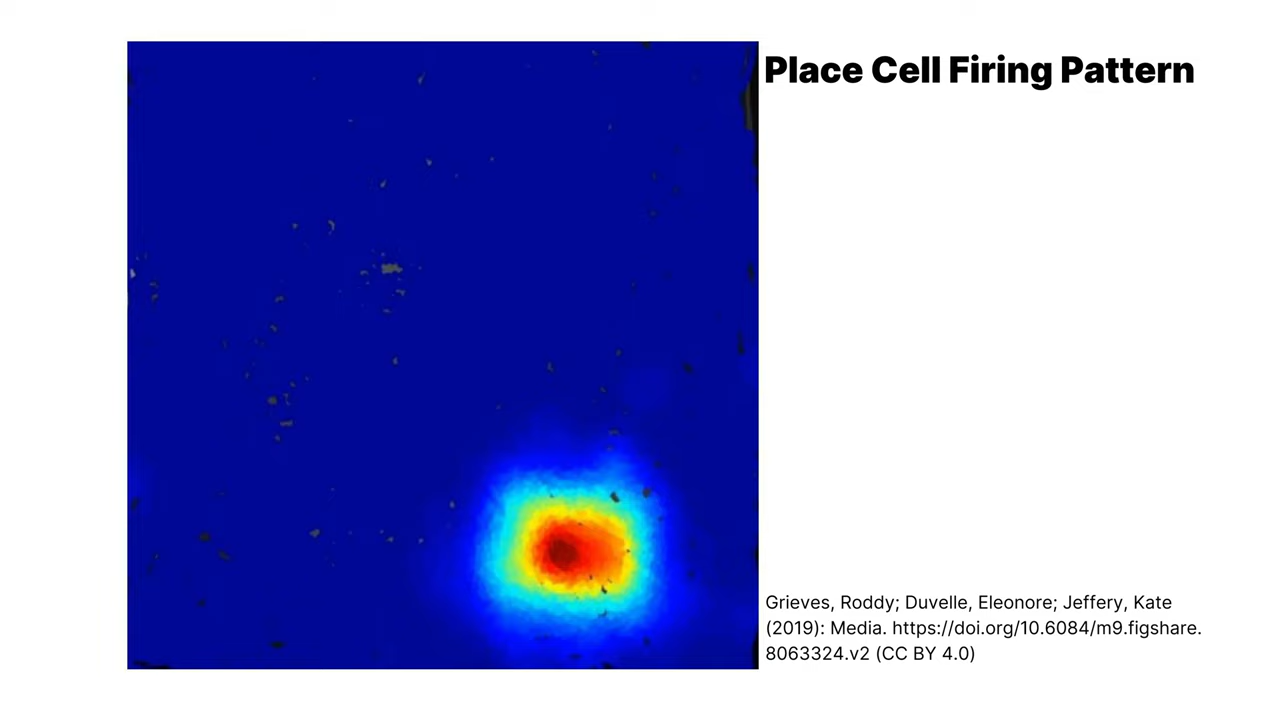 Place Cell Firing Pattern
Grieves, Roddy; Duvelle, Eleonore; Jeffery, Kate
(2019): Media. https://doi.org/10.6084/m9.figshare.
8063324.v2 (CC BY 4.0)